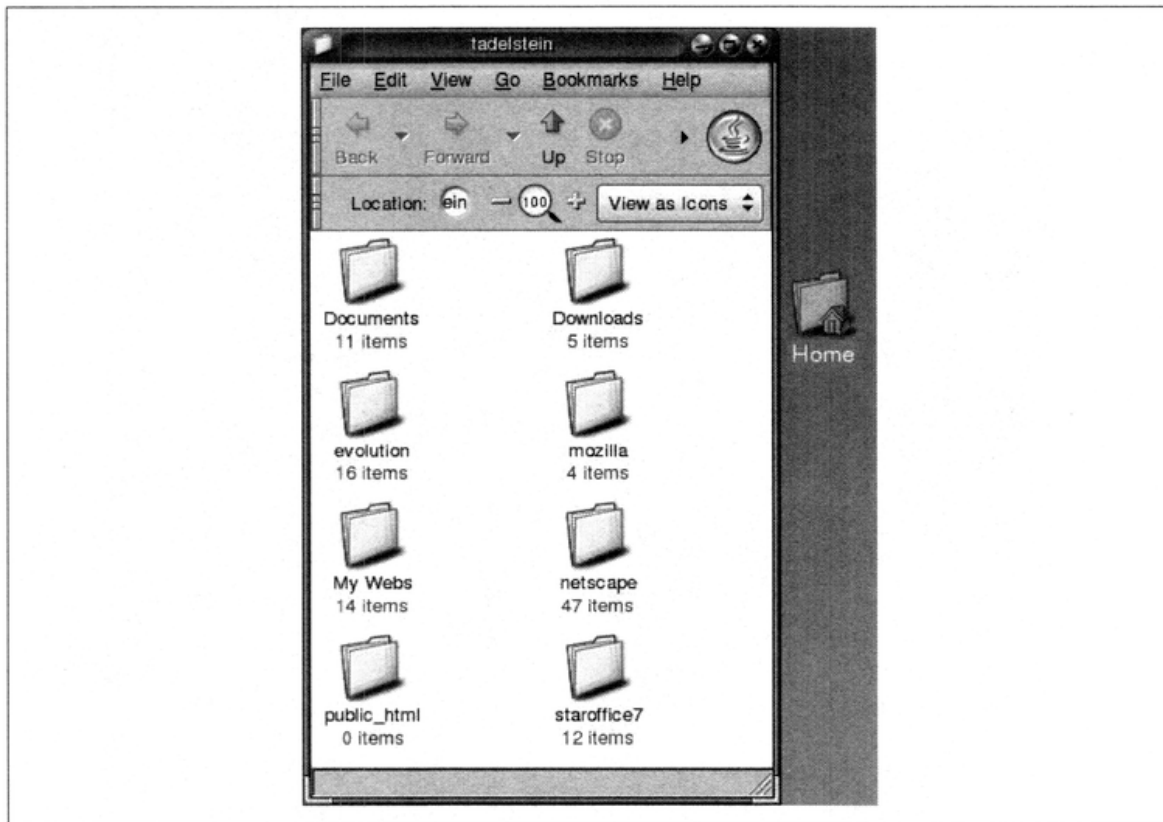 tadelstein
File Edit View Go Bookmarks Help
Back Forward Up Stop
Location: ein 100 View as Icons
Documents Downloads
11 items 5 items
Home
evolution mozilla
16 items 4 items
My Webs netscape
14 items 47 items
public_html staroffice7
0 items 12 items